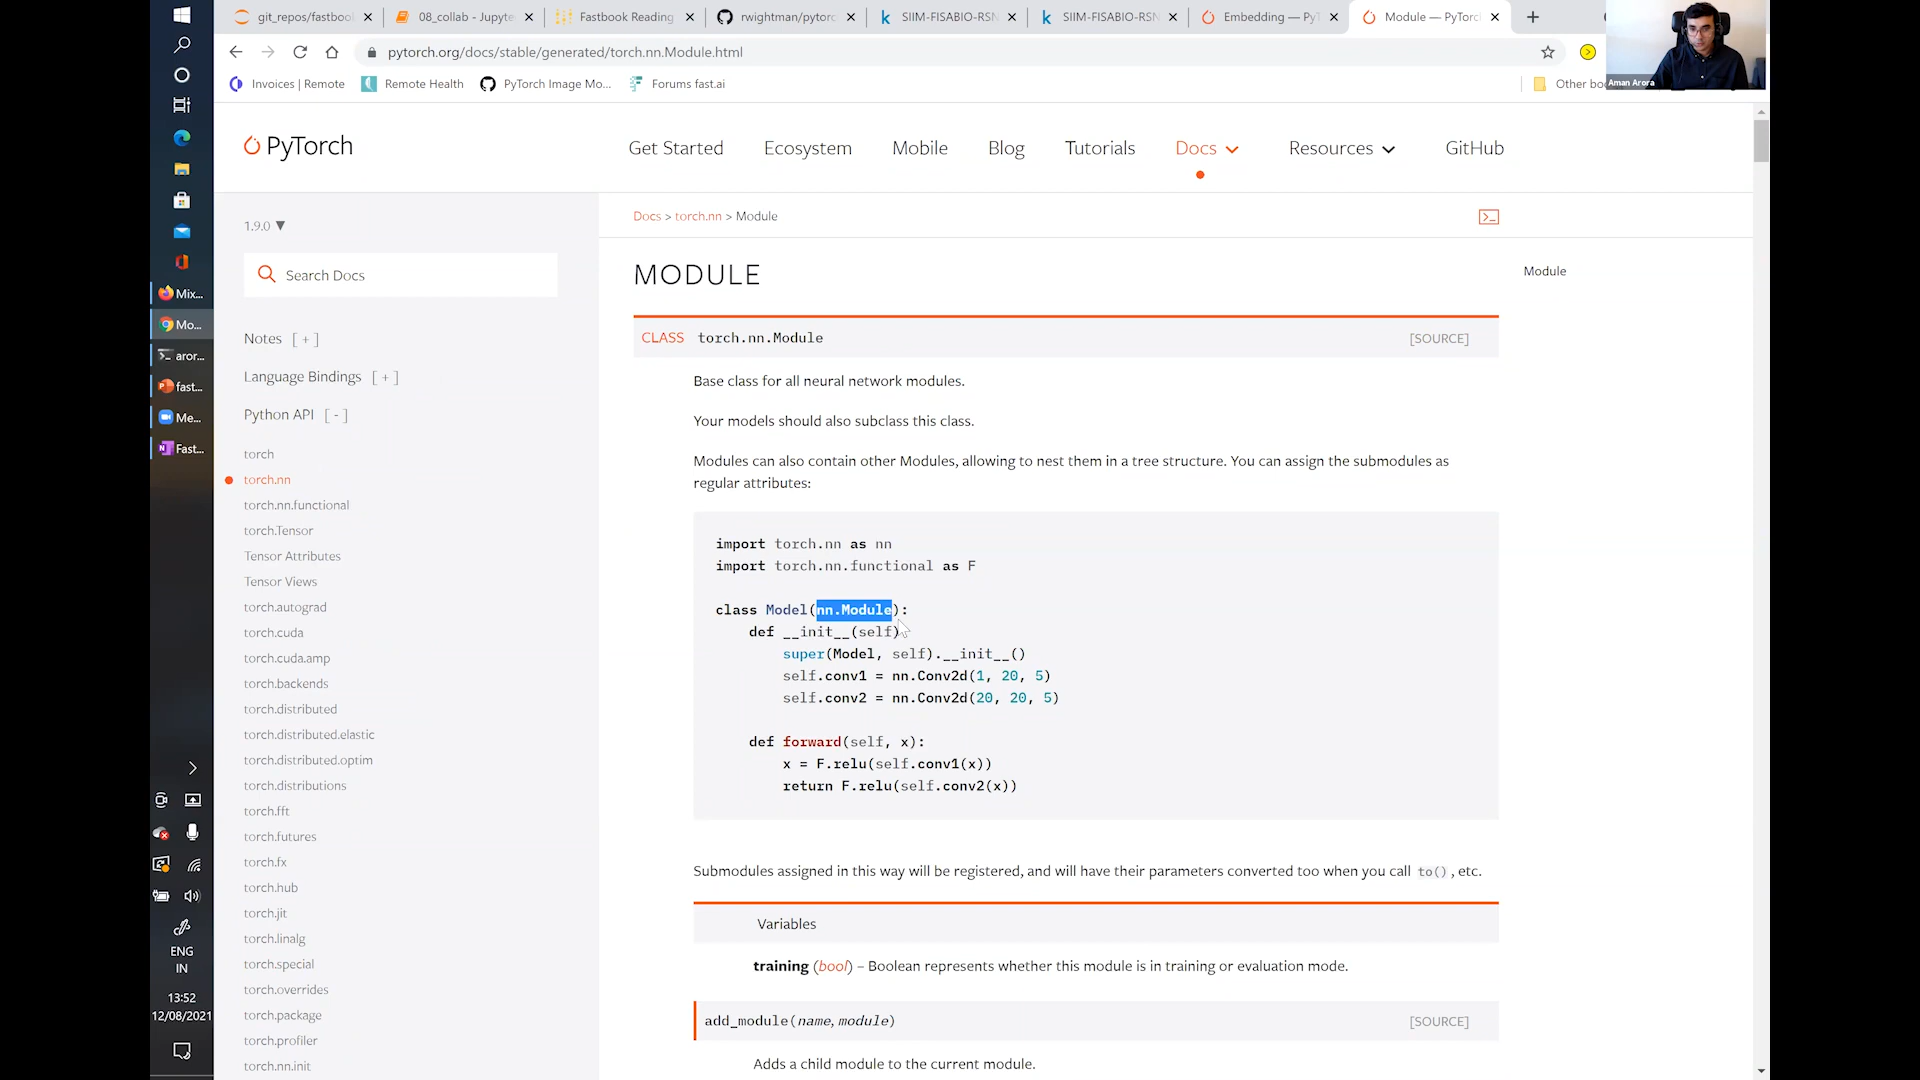 git_repos/fastboo
08_collab - Jupyte
Fastbook Reading
rwightman/pytorc
SIIM-FISABIO-RSN
SIIM-FISABIO-RSN
Embedding — PyT
Module — PyTorc
pytorch.org/docs/stable/generated/torch.nn.Module.html
Invoices | Remote
Remote Health
PyTorch Image Mo...
Forums fast.ai
Other boo
Aman Arora
PyTorch
Get Started
Ecosystem
Mobile
Blog
Tutorials
Docs
Resources
GitHub
1.9.0 ▼
Search Docs
Notes [ + ]
Language Bindings [ + ]
Python API [ - ]
torch
torch.nn
torch.nn.functional
torch.Tensor
Tensor Attributes
Tensor Views
torch.autograd
torch.cuda
torch.cuda.amp
torch.backends
torch.distributed
torch.distributed.elastic
torch.distributed.optim
torch.distributions
torch.fft
torch.futures
torch.fx
torch.hub
torch.jit
torch.linalg
torch.special
torch.overrides
torch.package
torch.profiler
torch.nn.init
Docs > torch.nn > Module
MODULE
Module
CLASS torch.nn.Module
[SOURCE]
Base class for all neural network modules.
Your models should also subclass this class.
Modules can also contain other Modules, allowing to nest them in a tree structure. You can assign the submodules as
regular attributes:
import torch.nn as nn
import torch.nn.functional as F
class Model(nn.Module):
def __init__(self)
super(Model, self).__init__()
self.conv1 = nn.Conv2d(1, 20, 5)
self.conv2 = nn.Conv2d(20, 20, 5)
def forward(self, x):
x = F.relu(self.conv1(x))
return F.relu(self.conv2(x))
Submodules assigned in this way will be registered, and will have their parameters converted too when you call to() , etc.
Variables
training (bool) – Boolean represents whether this module is in training or evaluation mode.
add_module(name, module)
[SOURCE]
Adds a child module to the current module.
Mix...
Mo...
aror...
fast...
Me...
Fast...
ENG
IN
13:52
12/08/2021